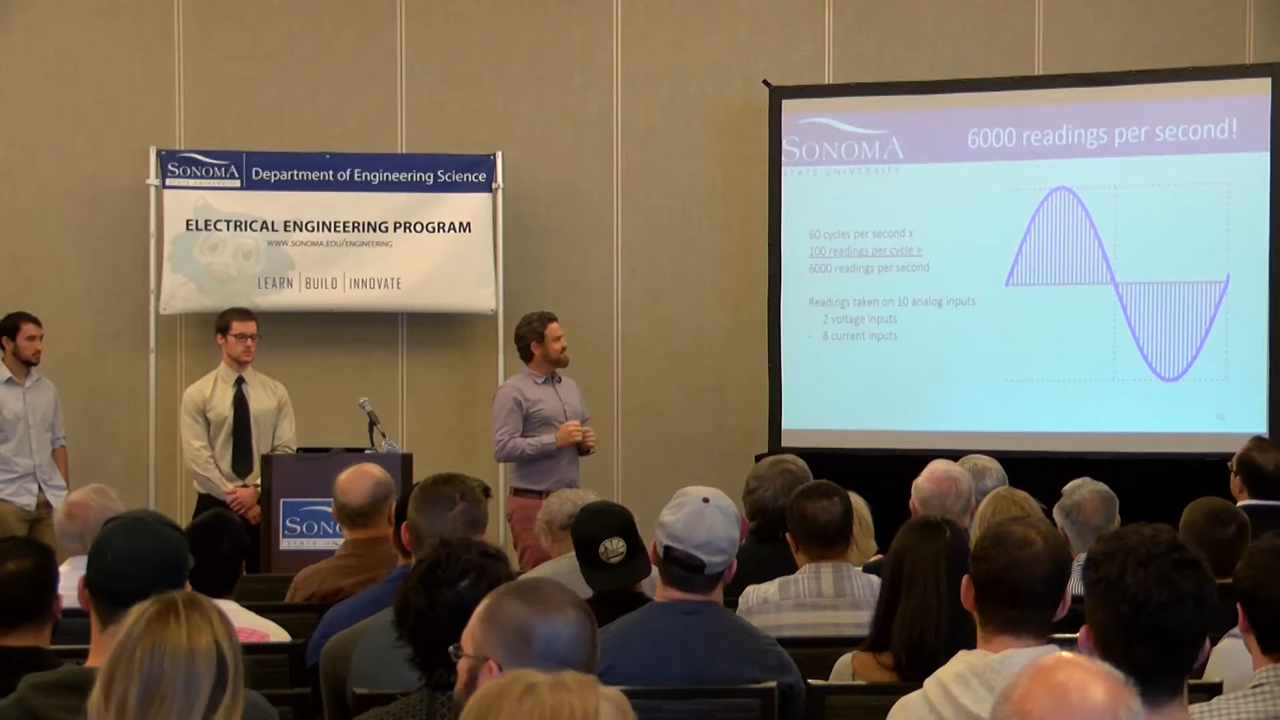 SONOMA
STATE UNIVERSITY
Department of Engineering Science
ELECTRICAL ENGINEERING PROGRAM
WWW.SONOMA.EDU/ENGINEERING
LEARN | BUILD | INNOVATE
SONO
STATE
SONOMA
STATE UNIVERSITY
6000 readings per second!
60 cycles per second x
100 readings per cycle =
6000 readings per second
Readings taken on 10 analog inputs
2 voltage inputs
- 8 current inputs